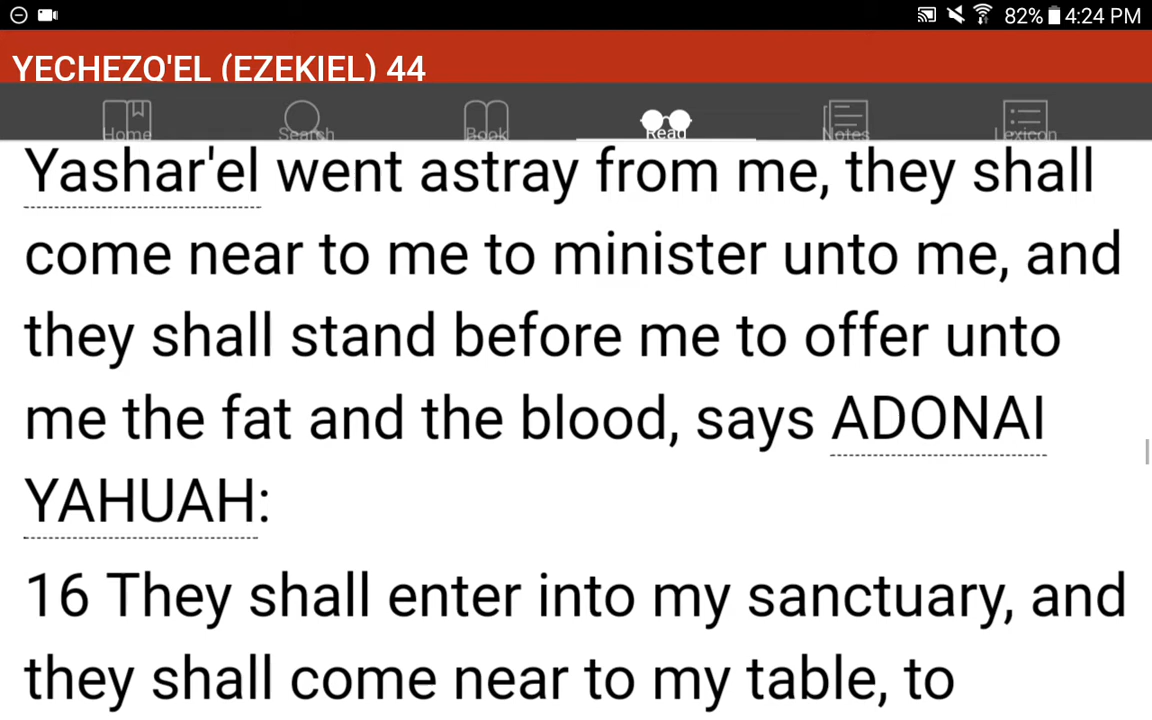 82% 4:24 PM
YECHEZQ'EL (EZEKIEL) 44
Home Search Book Read Notes Lexicon
Yashar'el went astray from me, they shall
come near to me to minister unto me, and
they shall stand before me to offer unto
me the fat and the blood, says ADONAI
YAHUAH:
16 They shall enter into my sanctuary, and
they shall come near to my table, to